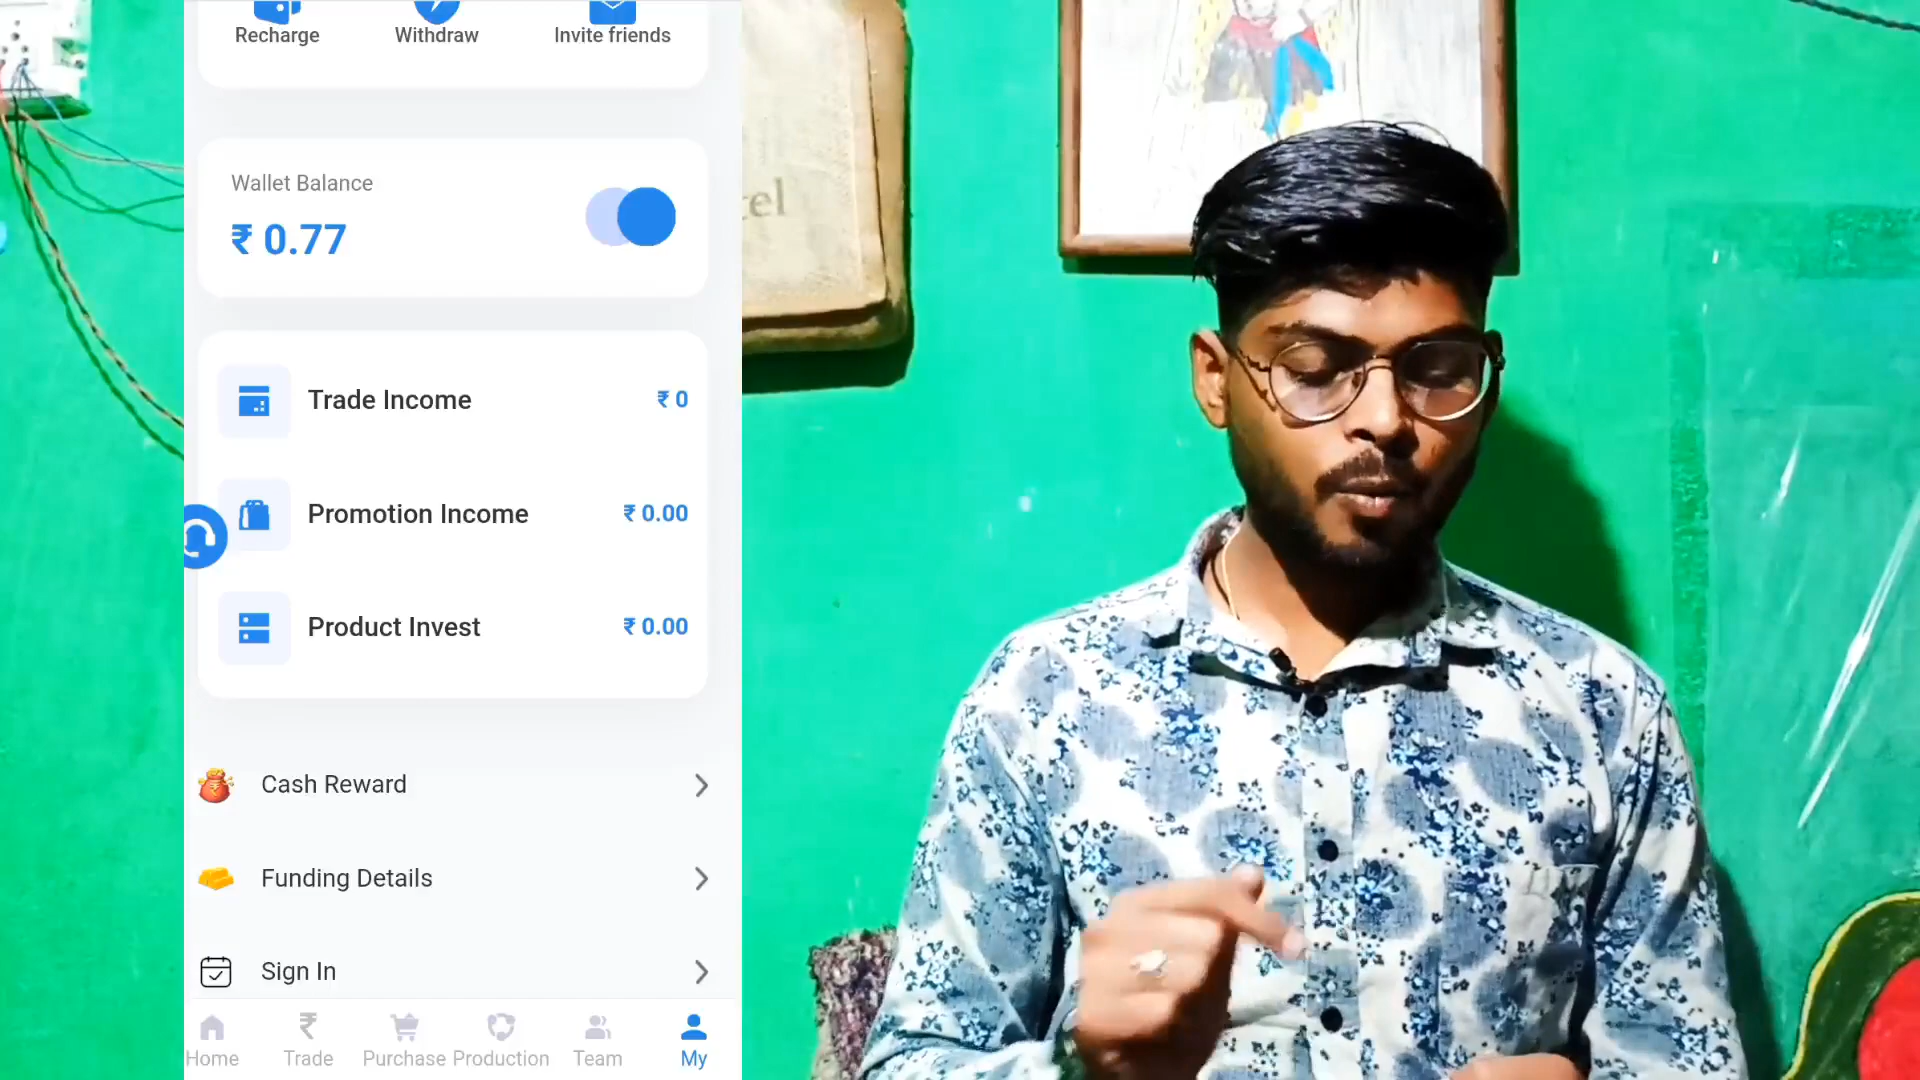 Recharge Withdraw Invite friends
Wallet Balance
₹ 0.77
Trade Income ₹ 0
Promotion Income ₹ 0.00
Product Invest ₹ 0.00
Cash Reward
Funding Details
Sign In
Home Trade Purchase Production Team My